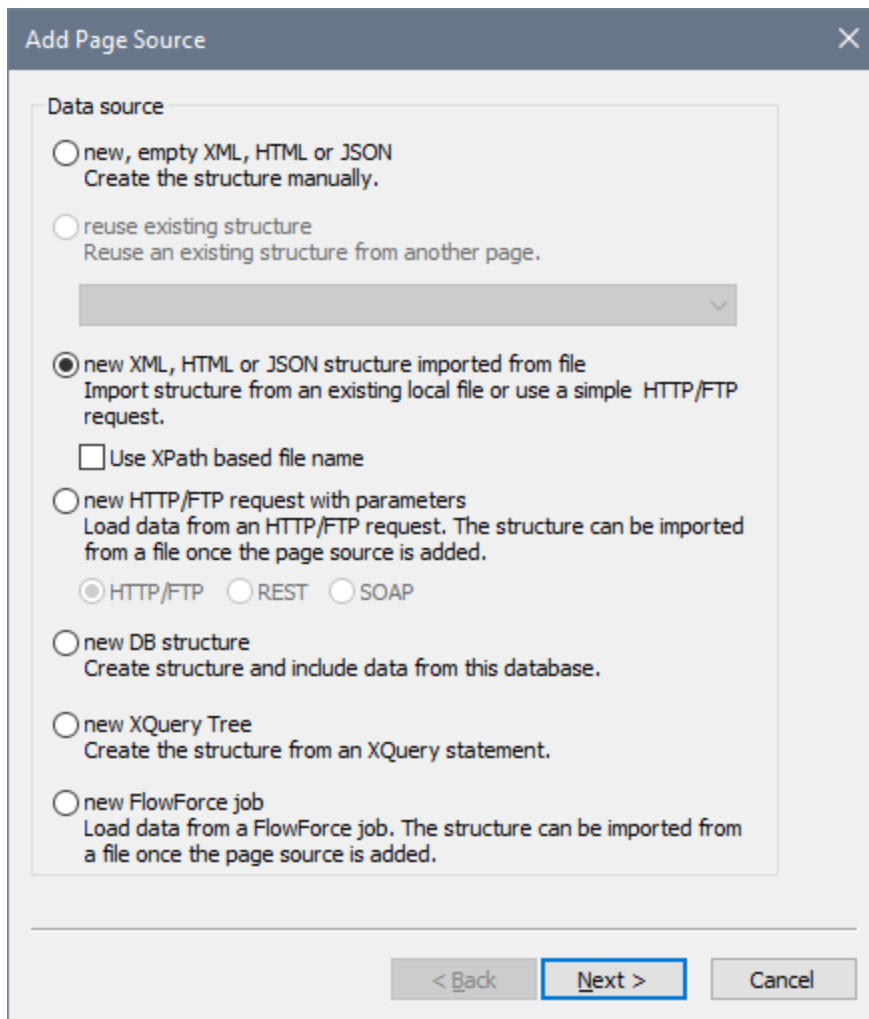 Add Page Source
Data source
new, empty XML, HTML or JSON
Create the structure manually.
reuse existing structure
Reuse an existing structure from another page.
new XML, HTML or JSON structure imported from file
Import structure from an existing local file or use a simple  HTTP/FTP
request.
Use XPath based file name
new HTTP/FTP request with parameters
Load data from an HTTP/FTP request. The structure can be imported
from a file once the page source is added.
HTTP/FTP REST SOAP
new DB structure
Create structure and include data from this database.
new XQuery Tree
Create the structure from an XQuery statement.
new FlowForce job
Load data from a FlowForce job. The structure can be imported from
a file once the page source is added.
< Back Next > Cancel